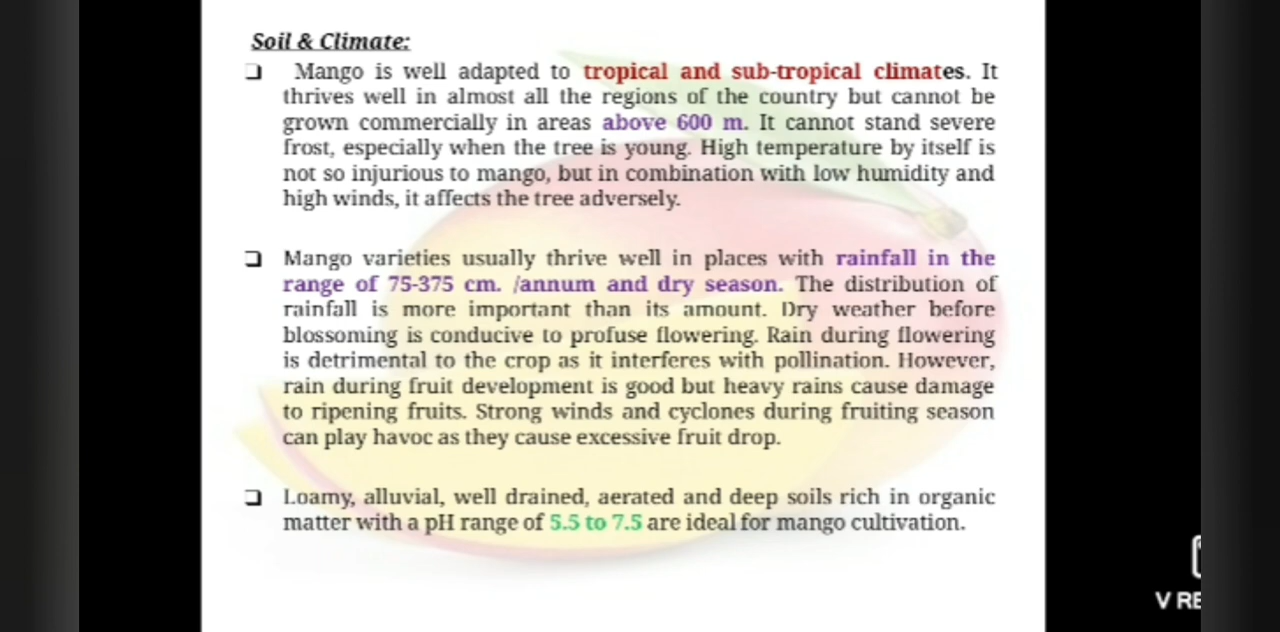 Soil & Climate:
❑ Mango is well adapted to tropical and sub-tropical climates. It
thrives well in almost all the regions of the country but cannot be
grown commercially in areas above 600 m. It cannot stand severe
frost, especially when the tree is young. High temperature by itself is
not so injurious to mango, but in combination with low humidity and
high winds, it affects the tree adversely.
❑ Mango varieties usually thrive well in places with rainfall in the
range of 75-375 cm. /annum and dry season. The distribution of
rainfall is more important than its amount. Dry weather before
blossoming is conducive to profuse flowering. Rain during flowering
is detrimental to the crop as it interferes with pollination. However,
rain during fruit development is good but heavy rains cause damage
to ripening fruits. Strong winds and cyclones during fruiting season
can play havoc as they cause excessive fruit drop.
❑ Loamy, alluvial, well drained, aerated and deep soils rich in organic
matter with a pH range of 5.5 to 7.5 are ideal for mango cultivation.
V RE